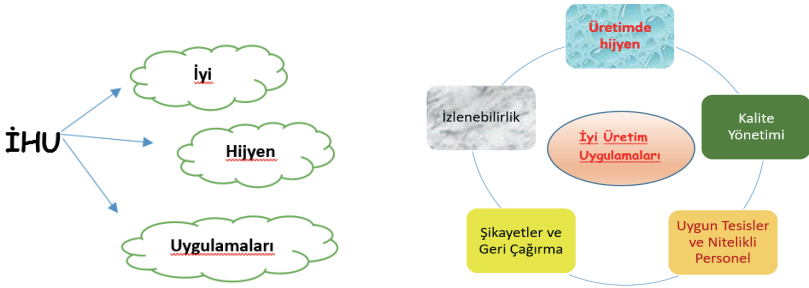 İHU
İyi
Hijyen
Uygulamaları
Üretimde
hijyen
İzlenebilirlik
İyi Üretim
Uygulamaları
Kalite
Yönetimi
Şikayetler ve
Geri Çağırma
Uygun Tesisler
ve Nitelikli
Personel